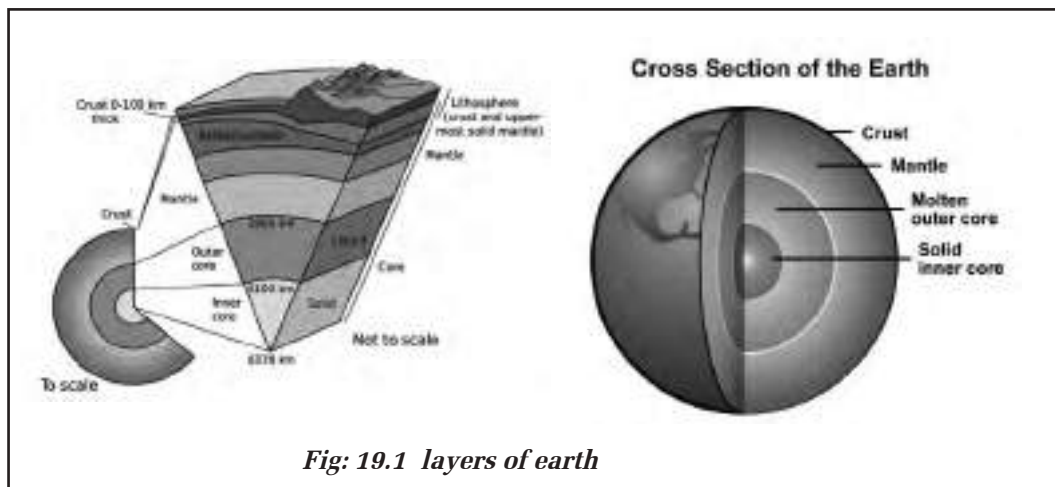 Crust 0-100 km
thick
Lithosphere
(crust and upper-
most solid mantle)
Mantle
Mantle
Crust
Outer
core
Liquid
Core
Inner
core
Solid
Not to scale
To scale
Cross Section of the Earth
Crust
Mantle
Molten
outer core
Solid
inner core
Fig: 19.1 layers of earth